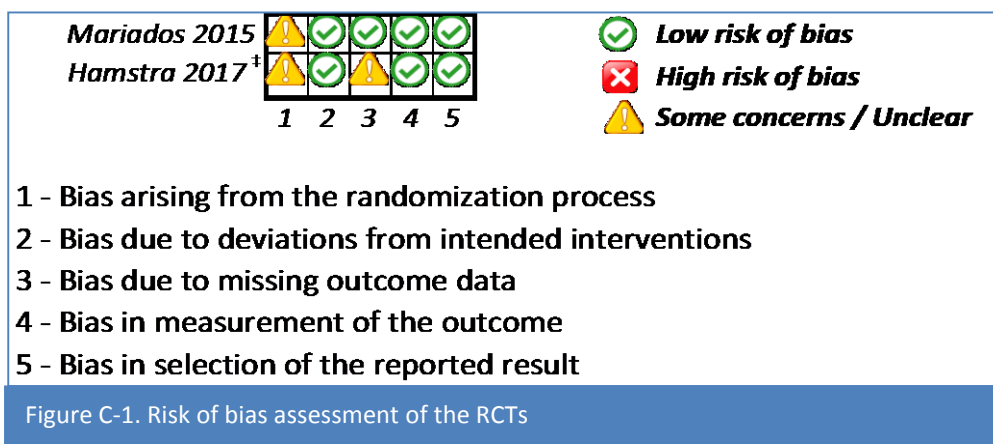 Mariados 2015
Hamstra 2017‡
1 2 3 4 5
Low risk of bias
High risk of bias
Some concerns / Unclear
1 - Bias arising from the randomization process
2 - Bias due to deviations from intended interventions
3 - Bias due to missing outcome data
4 - Bias in measurement of the outcome
5 - Bias in selection of the reported result
Figure C-1. Risk of bias assessment of the RCTs